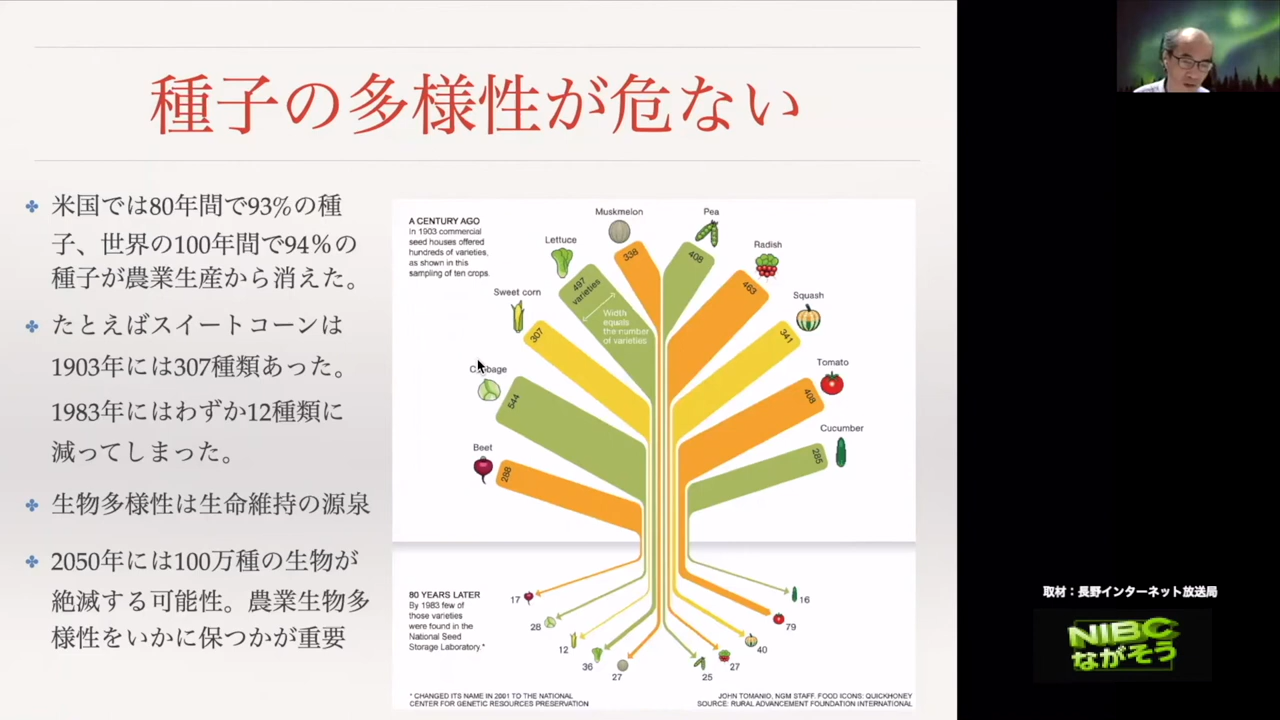 種子の多様性が危ない
米国では80年間で93%の種
子、世界の100年間で94%の
種子が農業生産から消えた。
たとえばスイートコーンは
1903年には307種類あった。
1983年にはわずか12種類に
減ってしまった。
生物多様性は生命維持の源泉
2050年には100万種の生物が
絶滅する可能性。農業生物多
様性をいかに保つかが重要
A CENTURY AGO
In 1903 commercial
seed houses offered
hundreds of varieties,
as shown in this
sampling of ten crops.
Muskmelon
338
Pea
408
Lettuce
497
varieties
Width
equals
the number
of varieties
Radish
463
Sweet corn
307
Squash
341
544
Tomato
408
Beet
288
Cucumber
285
80 YEARS LATER
By 1983 few of
those varieties
were found in the
National Seed
Storage Laboratory.*
17
28
12
36
27
25
27
40
79
16
* CHANGED ITS NAME IN 2001 TO THE NATIONAL
CENTER FOR GENETIC RESOURCES PRESERVATION
JOHN TOMANIO, NGM STAFF. FOOD ICONS: QUICKHONEY
SOURCE: RURAL ADVANCEMENT FOUNDATION INTERNATIONAL
取材：長野インターネット放送局
NIBC
ながそう